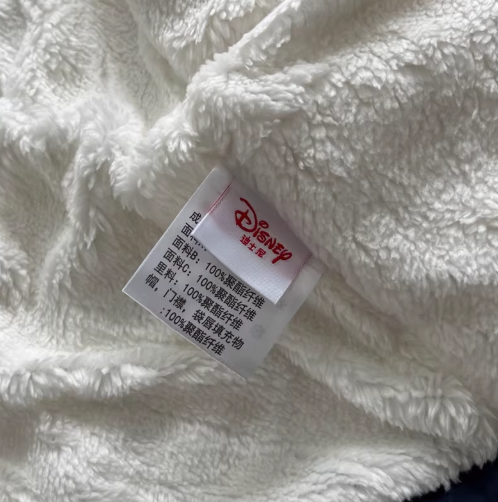 Disney
迪士尼
成
面料
面料B: 100%聚酯纤维
面料C: 100%聚酯纤维
里料: 100%聚酯纤维
帽, 门襟, 袋唇填充物
:100%聚酯纤维